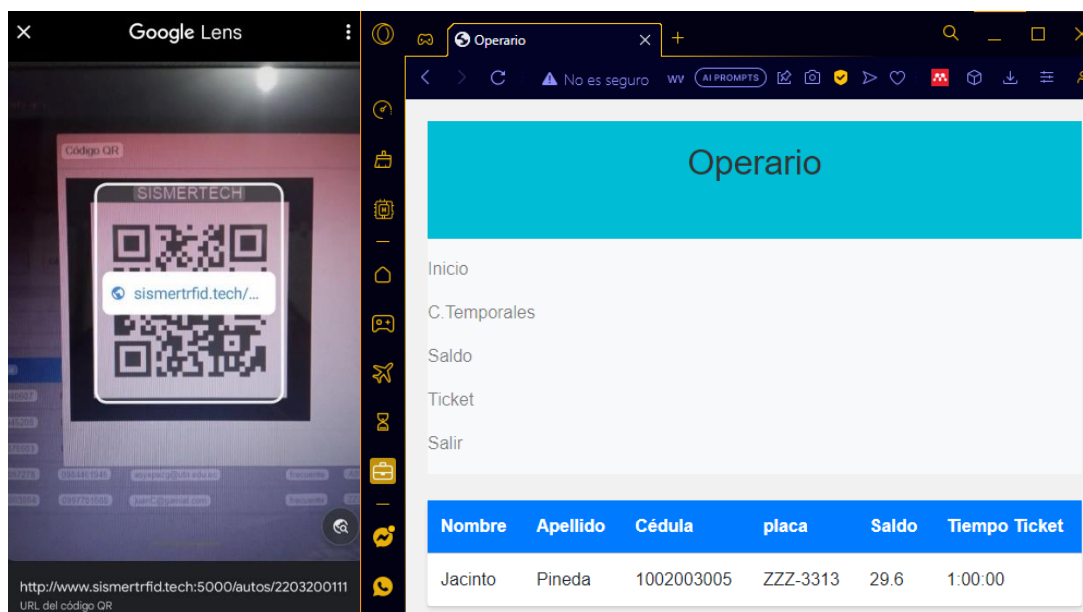 Google Lens
Código QR
SISMERTECH
sismertrfid.tech/...
http://www.sismertrfid.tech:5000/autos/2203200111
URL del código QR
Operario
No es seguro
WV
AI PROMPTS
Operario
Inicio
C.Temporales
Saldo
Ticket
Salir
Nombre Apellido Cédula placa Saldo Tiempo Ticket
Jacinto Pineda 1002003005 ZZZ-3313 29.6 1:00:00